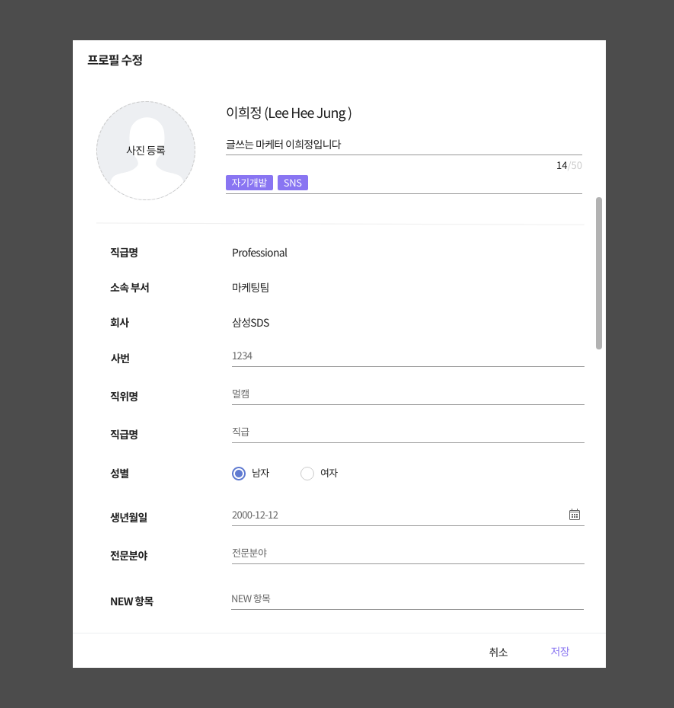 프로필 수정
사진 등록
이희정 (Lee Hee Jung )
글쓰는 마케터 이희정입니다
14/50
자기개발 SNS
직급명 Professional
소속 부서 마케팅팀
회사 삼성SDS
사번 1234
직위명 멀캠
직급명 직급
성별 남자 여자
생년월일 2000-12-12
전문분야 전문분야
NEW 항목 NEW 항목
취소 저장